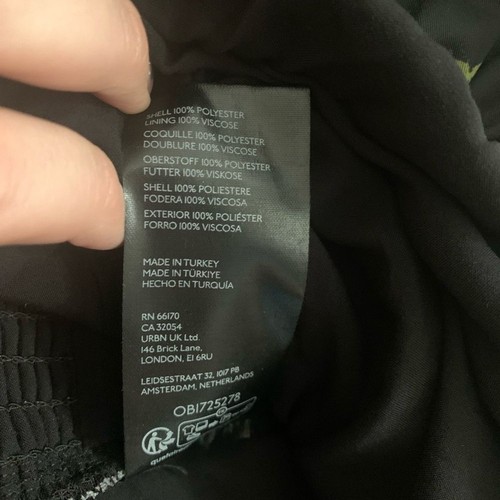 SHELL 100% POLYESTER
LINING 100% VISCOSE
COQUILLE 100% POLYESTER
DOUBLURE 100% VISCOSE
OBERSTOFF 100% POLYESTER
FUTTER 100% VISKOSE
SHELL 100% POLIESTERE
FODERA 100% VISCOSA
EXTERIOR 100% POLIÉSTER
FORRO 100% VISCOSA
MADE IN TURKEY
MADE IN TÜRKIYE
HECHO EN TURQUÍA
RN 66170
CA 32054
URBN UK Ltd.
146 Brick Lane,
LONDON, E1 6RU
LEIDSESTRAAT 32, 1017 PB
AMSTERDAM, NETHERLANDS
OB1725278